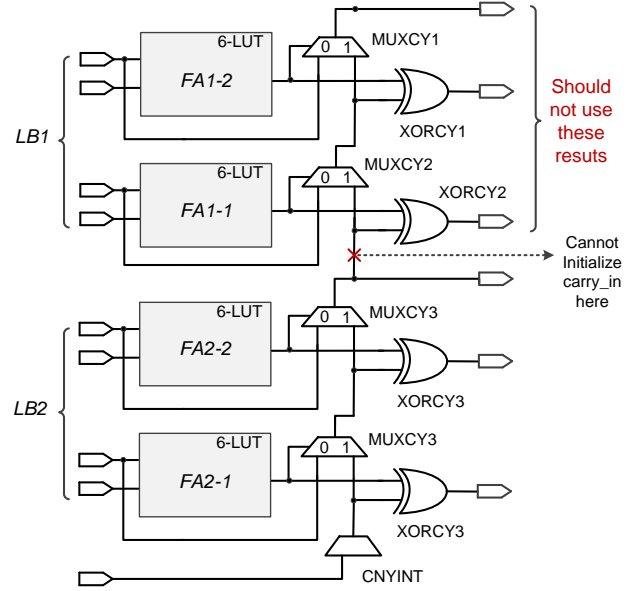 6-LUT
FA1-2
0 1
MUXCY1
XORCY1
LB1
Should
not use
these
resuts
6-LUT
FA1-1
0 1
MUXCY2
XORCY2
Cannot
Initialize
carry_in
here
6-LUT
FA2-2
0 1
MUXCY3
XORCY3
LB2
6-LUT
FA2-1
0 1
MUXCY3
XORCY3
CNYINT